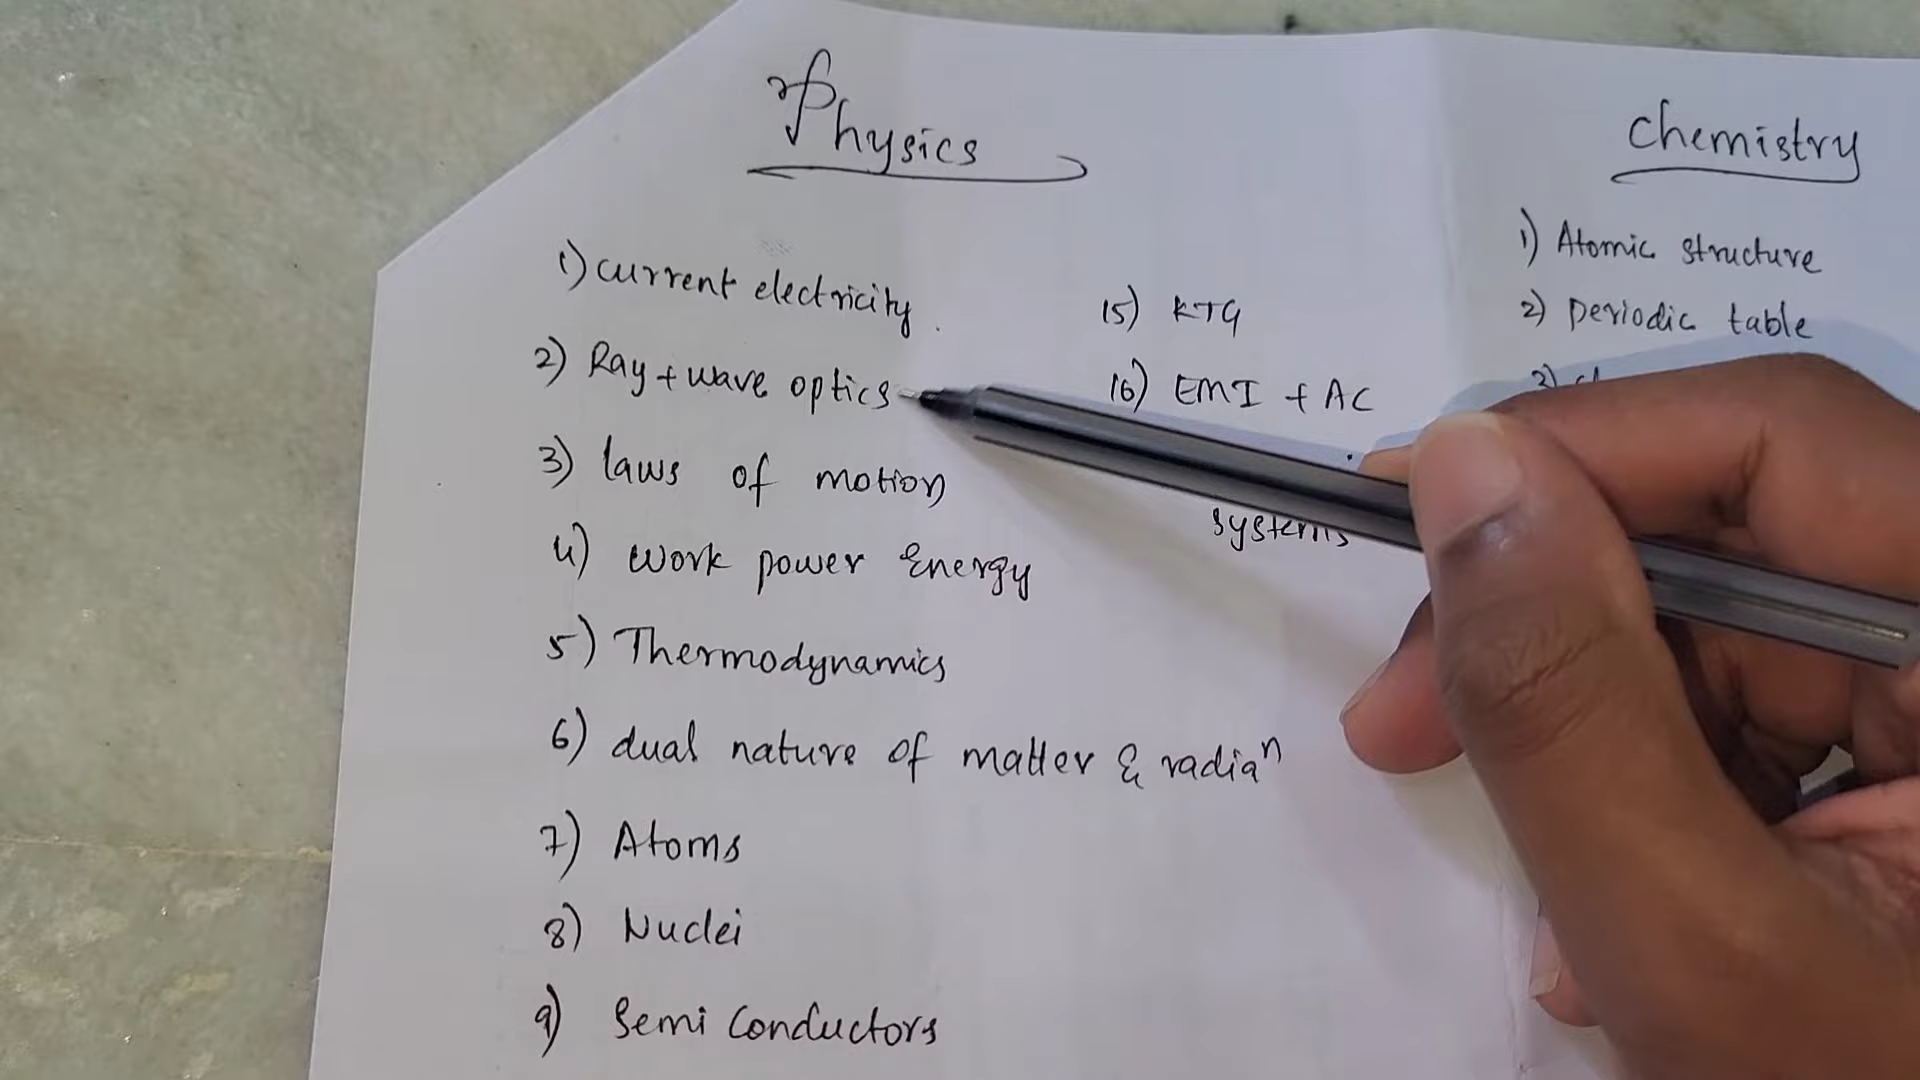 Physics
1) current electricity.
2) Ray + wave optics
3) laws of motion
4) work power Energy
5) Thermodynamics
6) dual nature of matter & radiaⁿ
7) Atoms
8) Nuclei
9) Semi Conductors
15) KTG
16) EMI + AC
systems
Chemistry
1) Atomic structure
2) Periodic table
3)